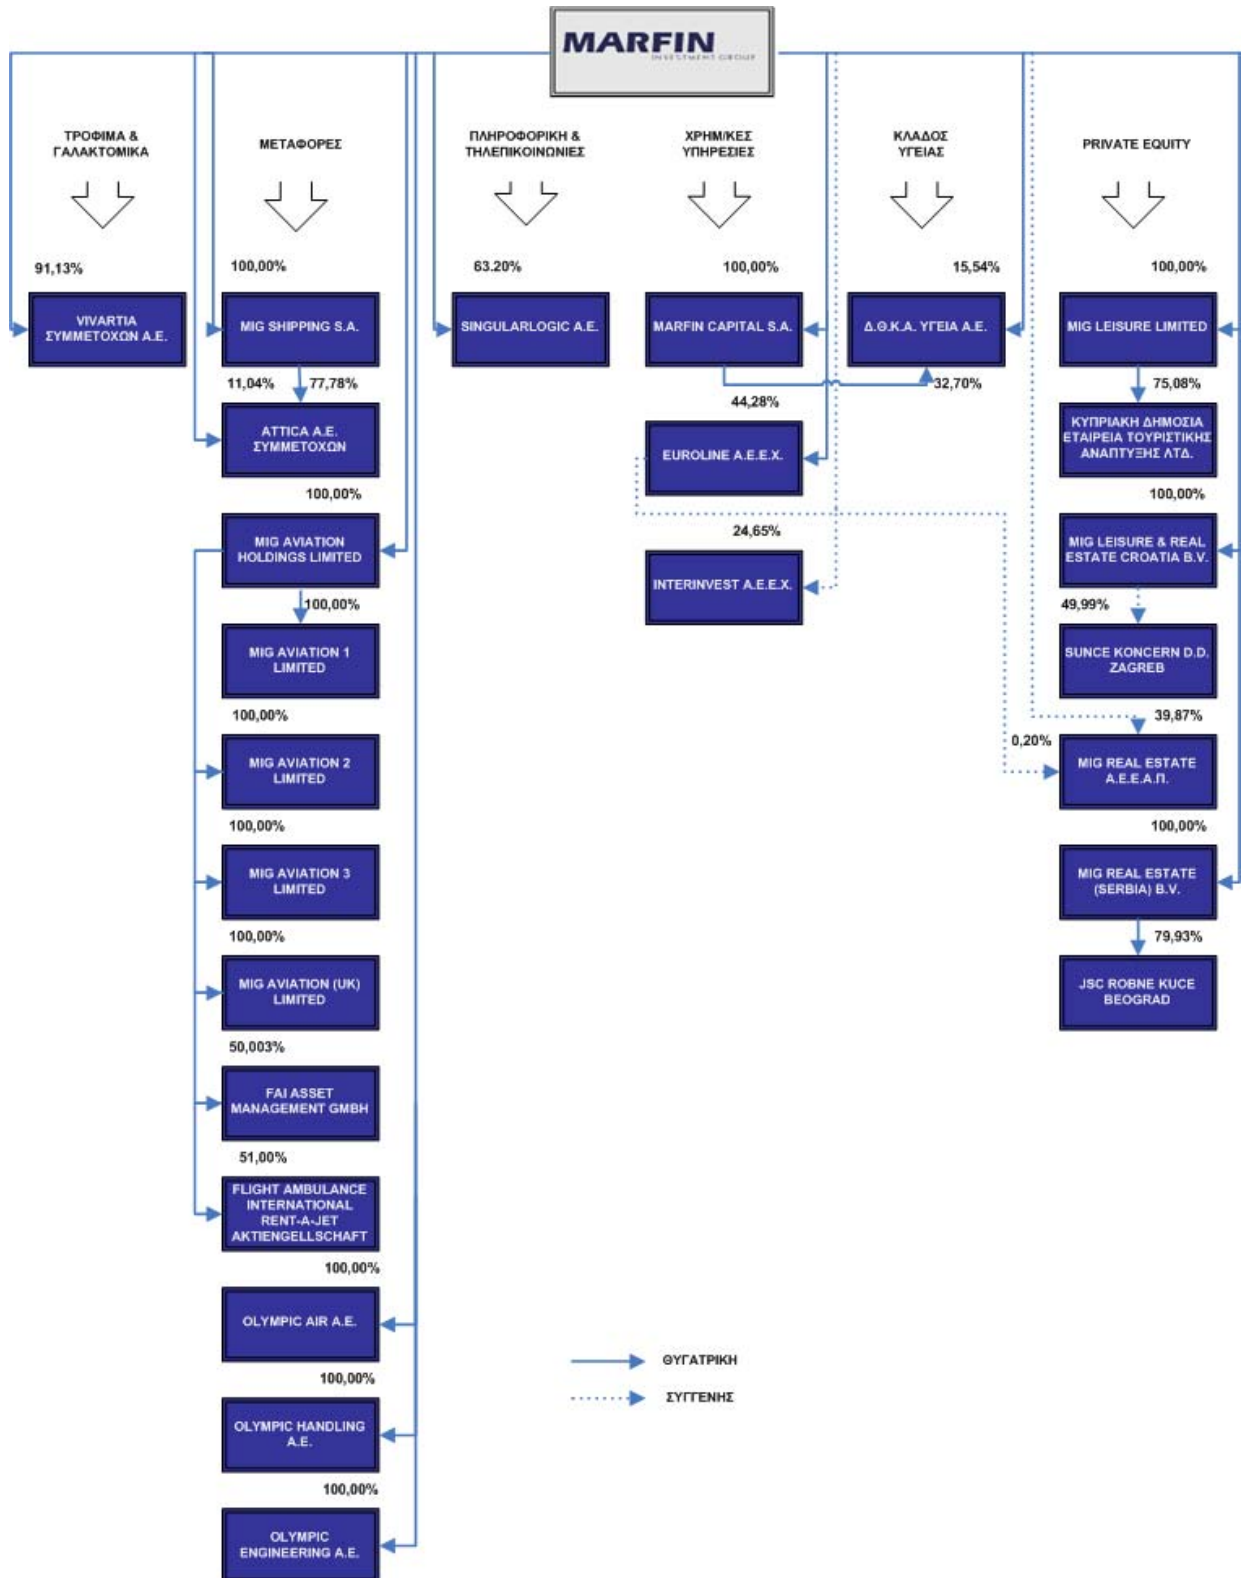 MARFIN
INVESTMENT GROUP
ΤΡΟΦΙΜΑ &
ΓΑΛΑΚΤΟΜΙΚΑ
ΜΕΤΑΦΟΡΕΣ
ΠΛΗΡΟΦΟΡΙΚΗ &
ΤΗΛΕΠΙΚΟΙΝΩΝΙΕΣ
ΧΡΗΜ/ΚΕΣ
ΥΠΗΡΕΣΙΕΣ
ΚΛΑΔΟΣ
ΥΓΕΙΑΣ
PRIVATE EQUITY
91,13%
VIVARTIA
ΣΥΜΜΕΤΟΧΩΝ Α.Ε.
100,00%
MIG SHIPPING S.A.
11,04%
77,78%
ATTICA Α.Ε.
ΣΥΜΜΕΤΟΧΩΝ
100,00%
MIG AVIATION
HOLDINGS LIMITED
100,00%
MIG AVIATION 1
LIMITED
100,00%
MIG AVIATION 2
LIMITED
100,00%
MIG AVIATION 3
LIMITED
100,00%
MIG AVIATION (UK)
LIMITED
50,003%
FAI ASSET
MANAGEMENT GMBH
51,00%
FLIGHT AMBULANCE
INTERNATIONAL
RENT-A-JET
AKTIENGELLSCHAFT
100,00%
OLYMPIC AIR Α.Ε.
100,00%
OLYMPIC HANDLING
Α.Ε.
100,00%
OLYMPIC
ENGINEERING Α.Ε.
63.20%
SINGULARLOGIC Α.Ε.
100,00%
MARFIN CAPITAL S.A.
44,28%
EUROLINE Α.Ε.Ε.Χ.
24,65%
INTERINVEST Α.Ε.Ε.Χ.
15,54%
Δ.Θ.Κ.Α. ΥΓΕΙΑ Α.Ε.
32,70%
100,00%
MIG LEISURE LIMITED
75,08%
ΚΥΠΡΙΑΚΗ ΔΗΜΟΣΙΑ
ΕΤΑΙΡΕΙΑ ΤΟΥΡΙΣΤΙΚΗΣ
ΑΝΑΠΤΥΞΗΣ ΛΤΔ.
100,00%
MIG LEISURE & REAL
ESTATE CROATIA B.V.
49,99%
SUNCE KONCERN D.D.
ZAGREB
39,87%
0,20%
MIG REAL ESTATE
Α.Ε.Ε.Α.Π.
100,00%
MIG REAL ESTATE
(SERBIA) B.V.
79,93%
JSC ROBNE KUCE
BEOGRAD
ΘΥΓΑΤΡΙΚΗ
ΣΥΓΓΕΝΗΣ